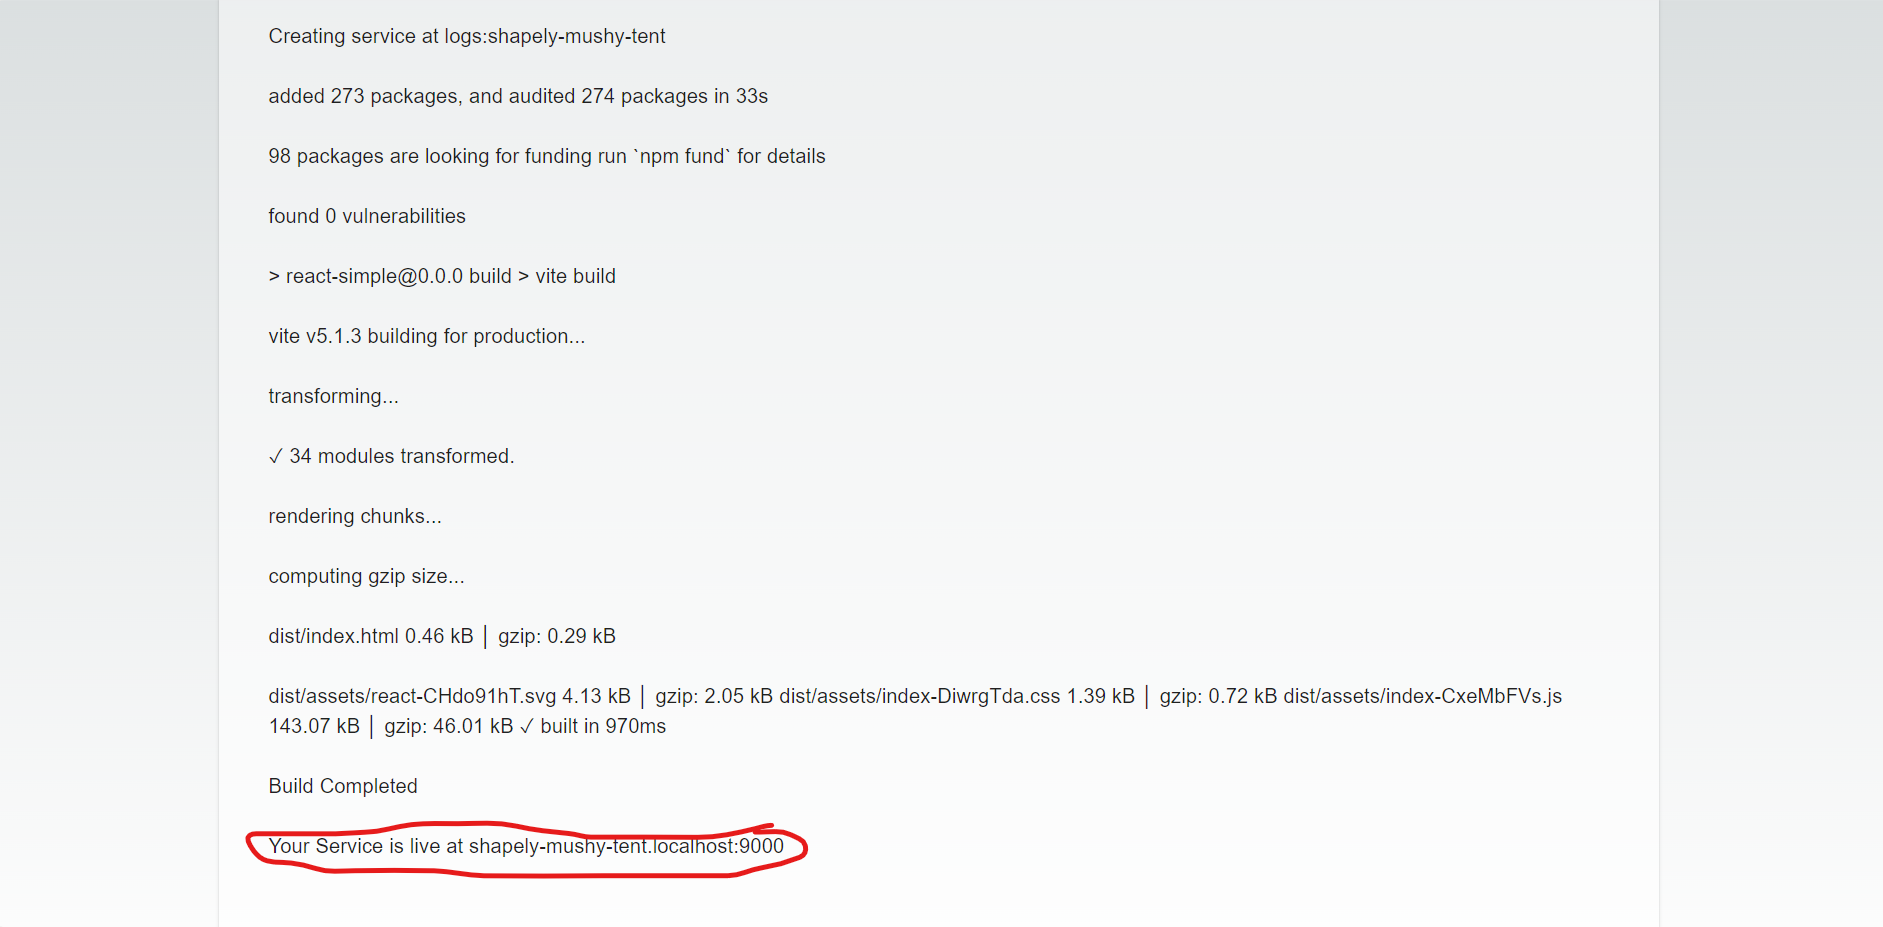 Creating service at logs:shapely-mushy-tent
added 273 packages, and audited 274 packages in 33s
98 packages are looking for funding run `npm fund` for details
found 0 vulnerabilities
> react-simple@0.0.0 build > vite build
vite v5.1.3 building for production...
transforming...
✓ 34 modules transformed.
rendering chunks...
computing gzip size...
dist/index.html 0.46 kB │ gzip: 0.29 kB
dist/assets/react-CHdo91hT.svg 4.13 kB │ gzip: 2.05 kB dist/assets/index-DiwrgTda.css 1.39 kB │ gzip: 0.72 kB dist/assets/index-CxeMbFVs.js
143.07 kB │ gzip: 46.01 kB ✓ built in 970ms
Build Completed
Your Service is live at shapely-mushy-tent.localhost:9000